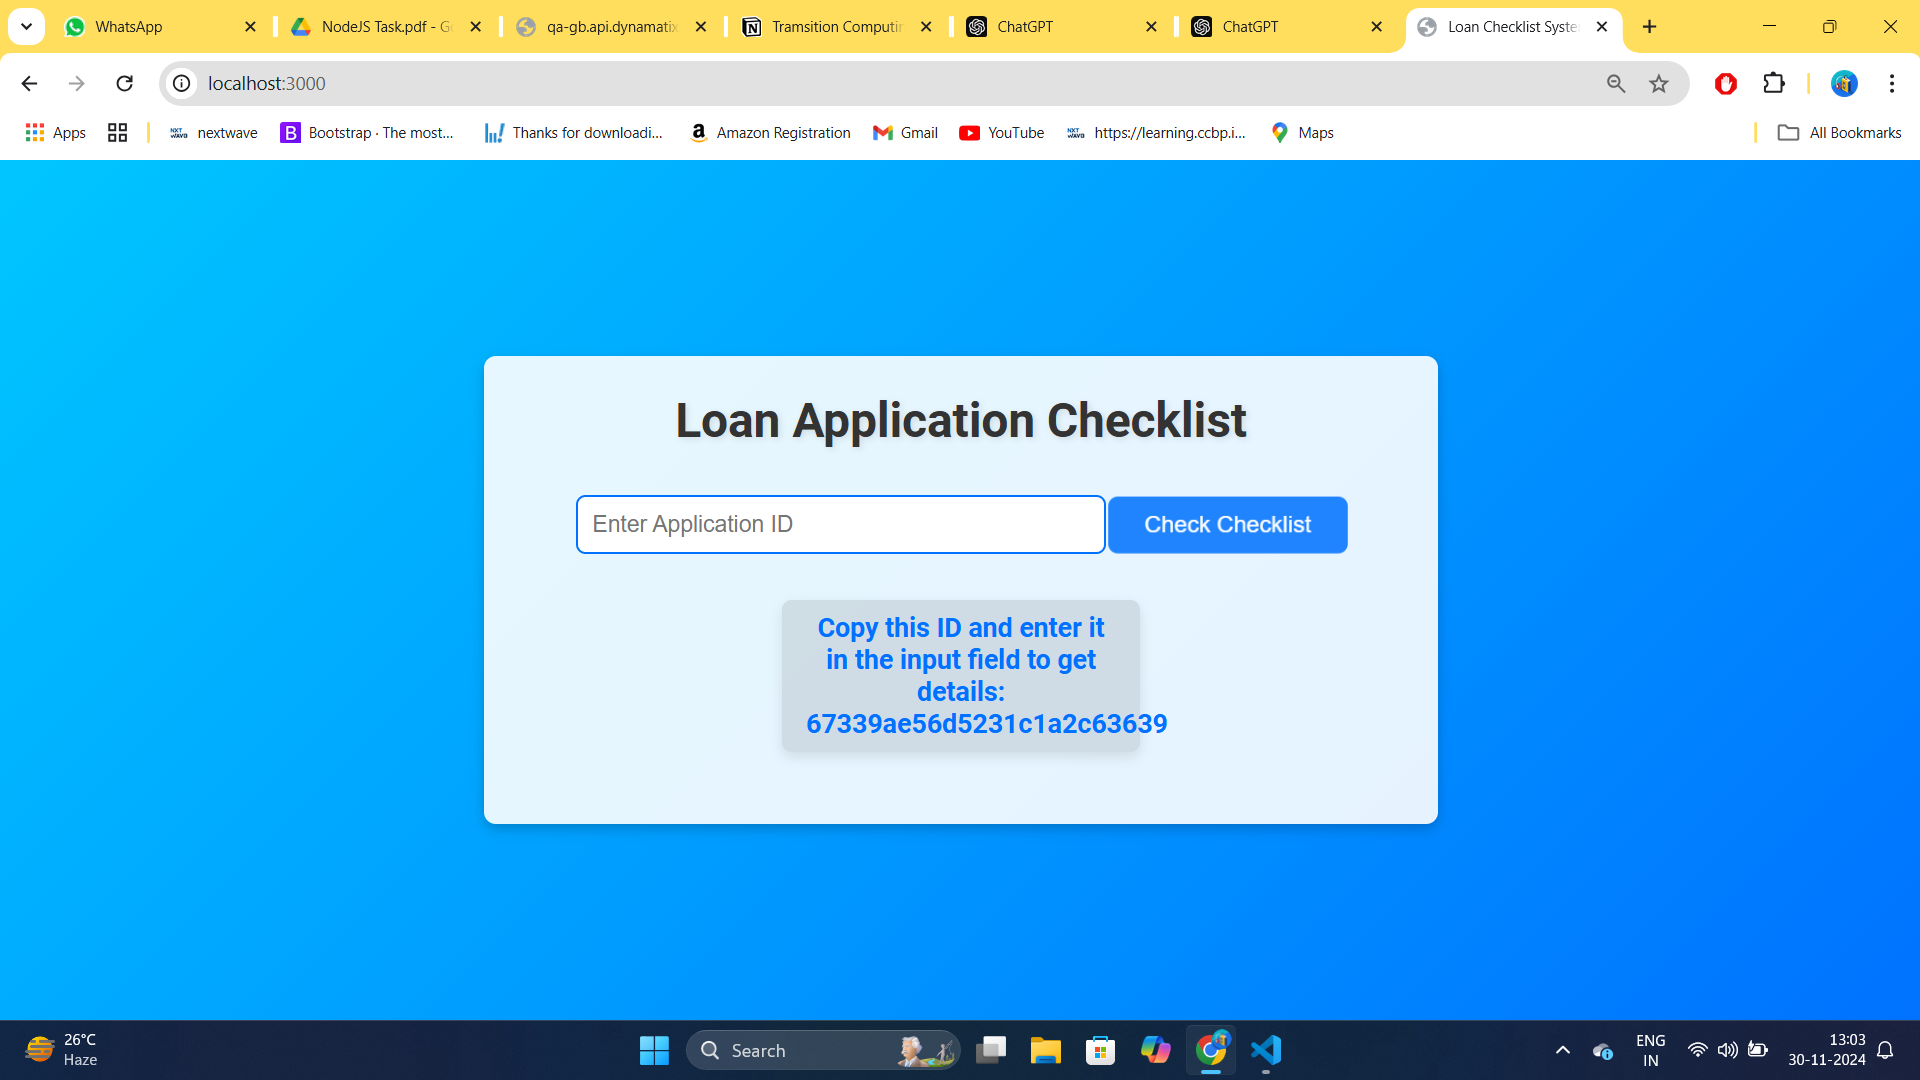 WhatsApp
NodeJS Task.pdf - Go
qa-gb.api.dynamatix
Tramsition Computin
ChatGPT
ChatGPT
Loan Checklist Syste
localhost:3000
Apps
nextwave
Bootstrap · The most...
Thanks for downloadi...
Amazon Registration
Gmail
YouTube
https://learning.ccbp.i...
Maps
All Bookmarks
Loan Application Checklist
Enter Application ID
Check Checklist
Copy this ID and enter it
in the input field to get
details:
67339ae56d5231c1a2c63639
26°C
Haze
Search
ENG
IN
13:03
30-11-2024